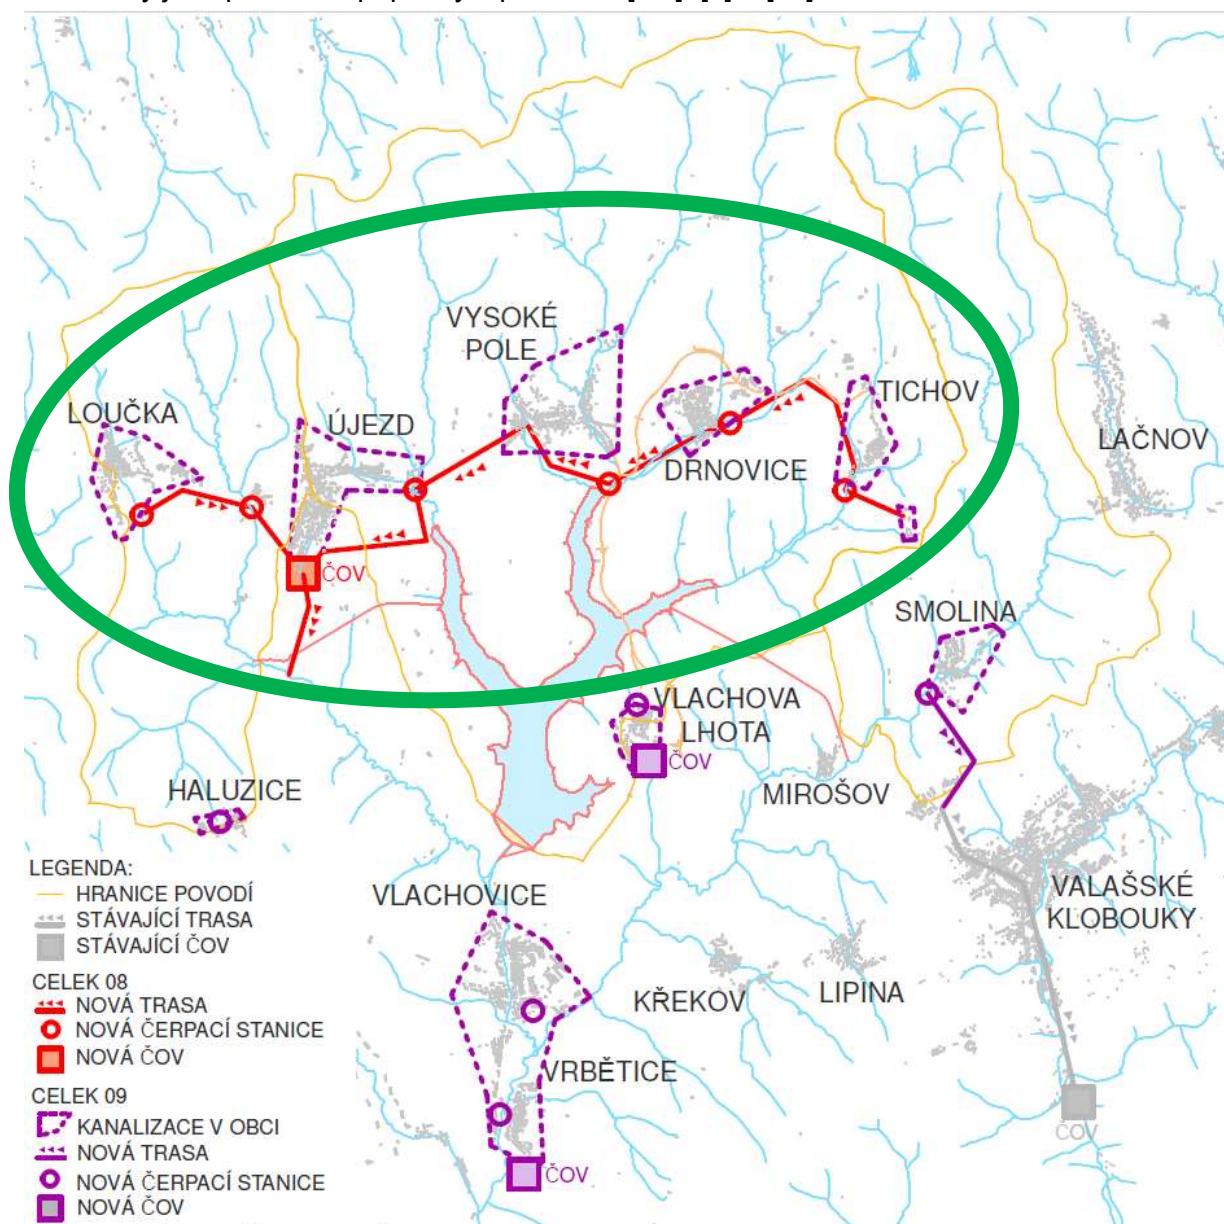 VYSOKÉ
POLE
LOUČKA
ÚJEZD
TICHOV
LAČNOV
DRNOVICE
ČOV
SMOLINA
VLACHOVA
LHOTA
ČOV
MIROŠOV
HALUZICE
VLACHOVICE
VALAŠSKÉ
KLOBOUKY
KŘEKOV
LIPINA
VRBĚTICE
ČOV
ČOV
LEGENDA:
HRANICE POVODÍ
STÁVAJÍCÍ TRASA
STÁVAJÍCÍ ČOV
CELEK 08
NOVÁ TRASA
NOVÁ ČERPACÍ STANICE
NOVÁ ČOV
CELEK 09
KANALIZACE V OBCI
NOVÁ TRASA
NOVÁ ČERPACÍ STANICE
NOVÁ ČOV